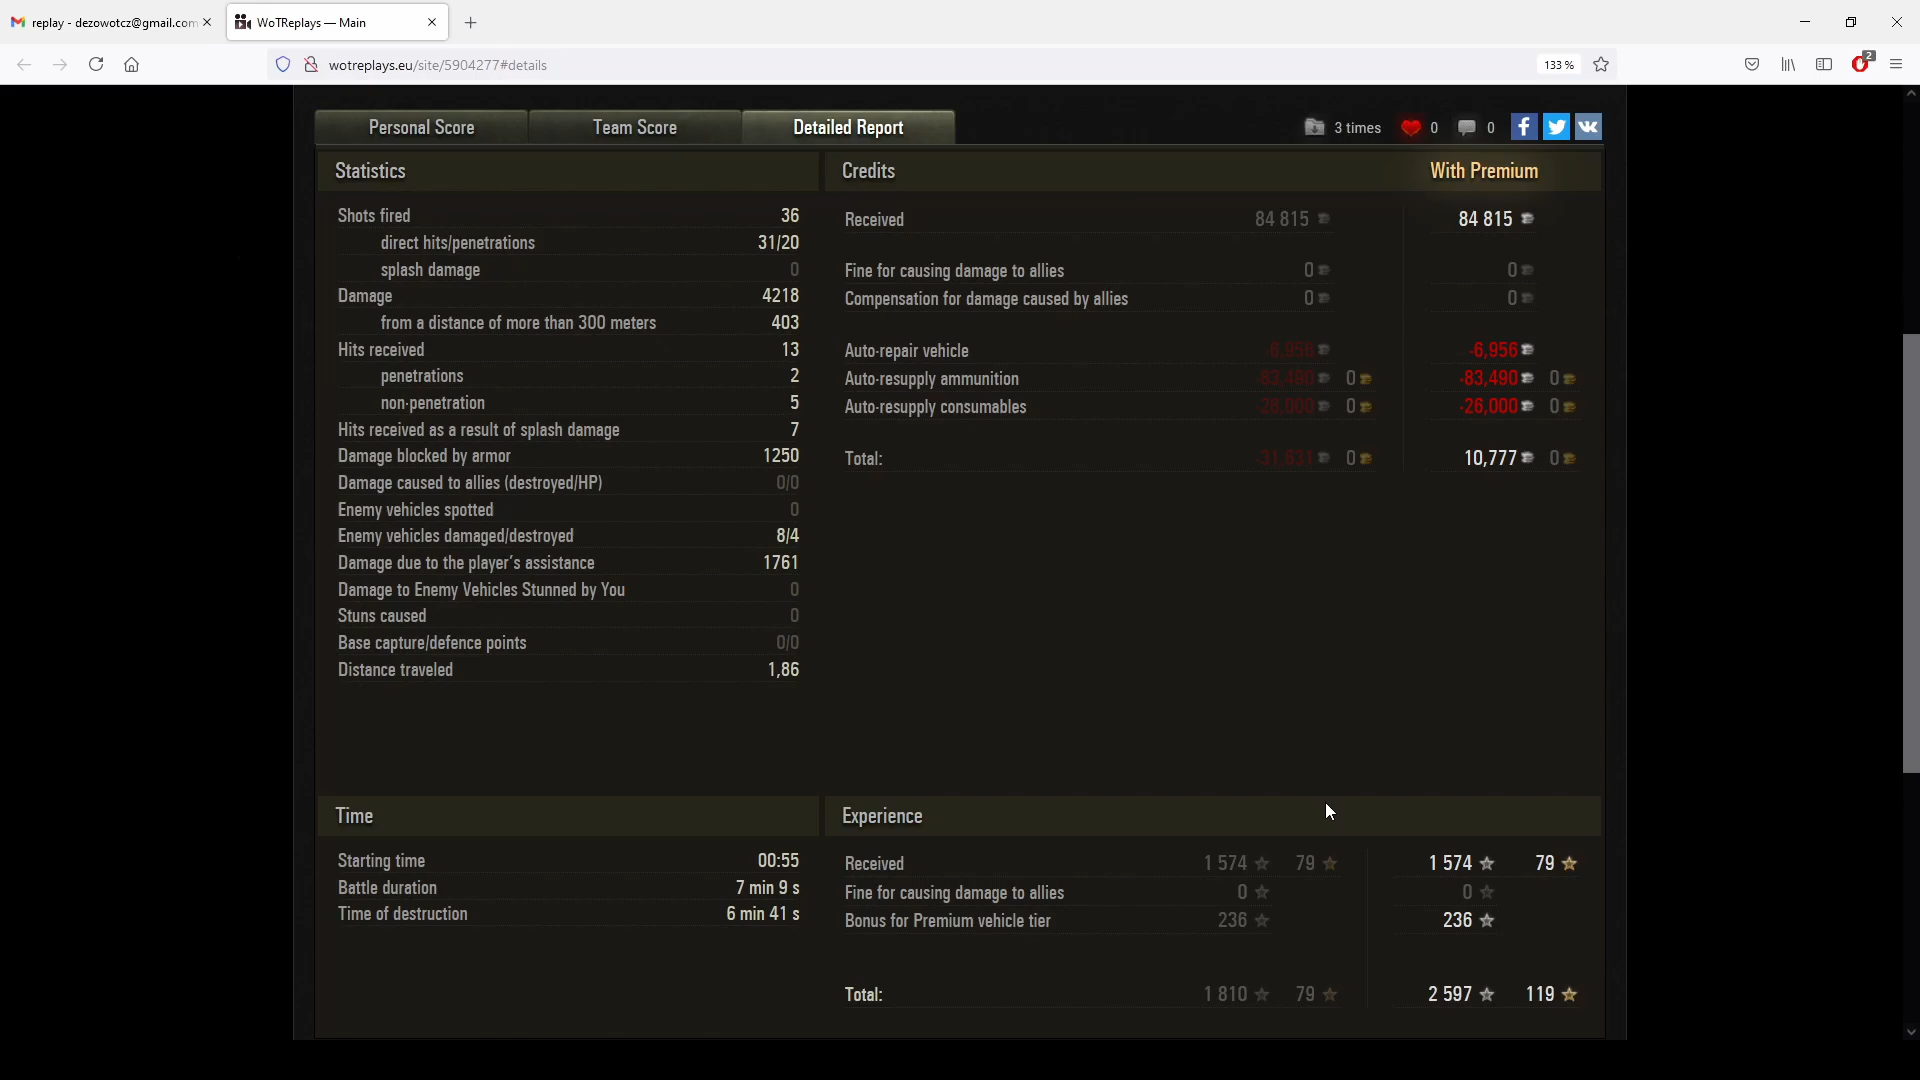 replay - dezowotcz@gmail.com
WoTReplays — Main
wotreplays.eu/site/5904277#details
133 %
2
Personal Score
Team Score
Detailed Report
3 times
0
0
Statistics
Credits
With Premium
Shots fired 36
direct hits/penetrations 31/20
splash damage 0
Damage 4218
from a distance of more than 300 meters 403
Hits received 13
penetrations 2
non-penetration 5
Hits received as a result of splash damage 7
Damage blocked by armor 1250
Damage caused to allies (destroyed/HP) 0/0
Enemy vehicles spotted 0
Enemy vehicles damaged/destroyed 8/4
Damage due to the player's assistance 1761
Damage to Enemy Vehicles Stunned by You 0
Stuns caused 0
Base capture/defence points 0/0
Distance traveled 1,86
Received 84 815 84 815
Fine for causing damage to allies 0 0
Compensation for damage caused by allies 0 0
Auto-repair vehicle -6,956 -6,956
Auto-resupply ammunition -83,490 0 -83,490 0
Auto-resupply consumables -26,000 0 -26,000 0
Total: -31,631 0 10,777 0
Time
Starting time 00:55
Battle duration 7 min 9 s
Time of destruction 6 min 41 s
Experience
Received 1 574 79 1 574 79
Fine for causing damage to allies 0 0
Bonus for Premium vehicle tier 236 236
Total: 1 810 79 2 597 119